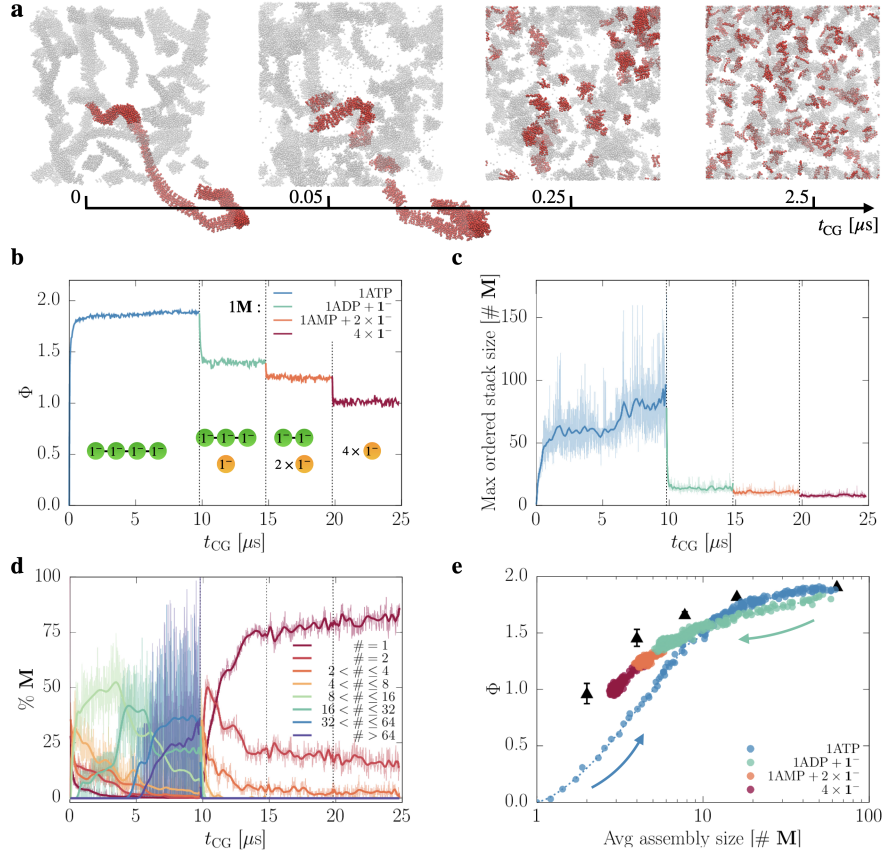 a
0
0.05
0.25
2.5
t_CG [μs]
b
2.0
1.5
1.0
0.5
0.0
Φ
1M :
1ATP
1ADP + 1⁻
1AMP + 2 × 1⁻
4 × 1⁻
1⁻ 1⁻ 1⁻ 1⁻
1⁻ 1⁻ 1⁻
1⁻
1⁻ 1⁻
2 × 1⁻
4 × 1⁻
0 5 10 15 20 25
t_CG [μs]
c
Max ordered stack size [# M]
150
100
50
0
0 5 10 15 20 25
t_CG [μs]
d
% M
100
75
50
25
0
# = 1
# = 2
2 < # ≤ 4
4 < # ≤ 8
8 < # ≤ 16
16 < # ≤ 32
32 < # ≤ 64
# > 64
0 5 10 15 20 25
t_CG [μs]
e
Φ
2.0
1.5
1.0
0.5
0.0
1ATP
1ADP + 1⁻
1AMP + 2 × 1⁻
4 × 1⁻
1 10 100
Avg assembly size [# M]